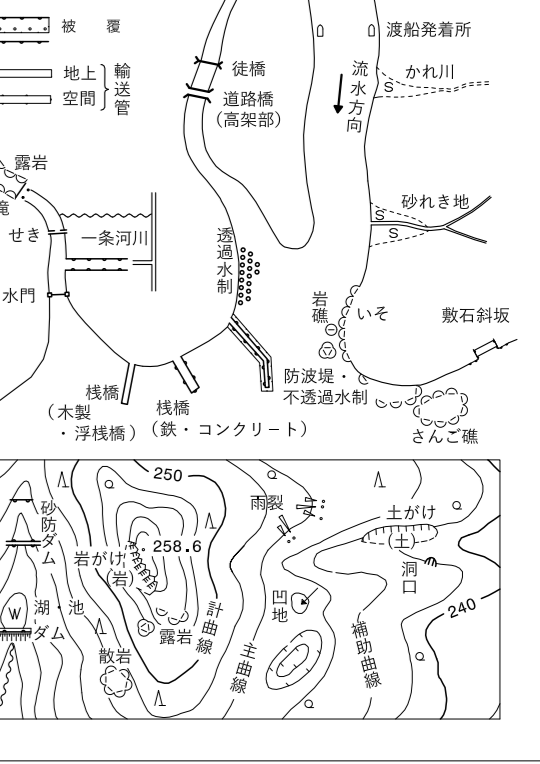 被　覆
地上
空間
輸送管
徒橋
道路橋
（高架部）
渡船発着所
流水方向
かれ川
S
露岩
滝
せき
一条河川
水門
透過水制
砂れき地
S
S
岩礁
いそ
敷石斜坂
防波堤・
不透過水制
さんご礁
桟橋
（木製
・浮桟橋）
桟橋
（鉄・コンクリート）
250
258.6
砂防ダム
岩がけ
（岩）
雨裂
土がけ
（土）
洞口
凹地
240
W
湖・池
ダム
露岩
散岩
計曲線
主曲線
補助曲線